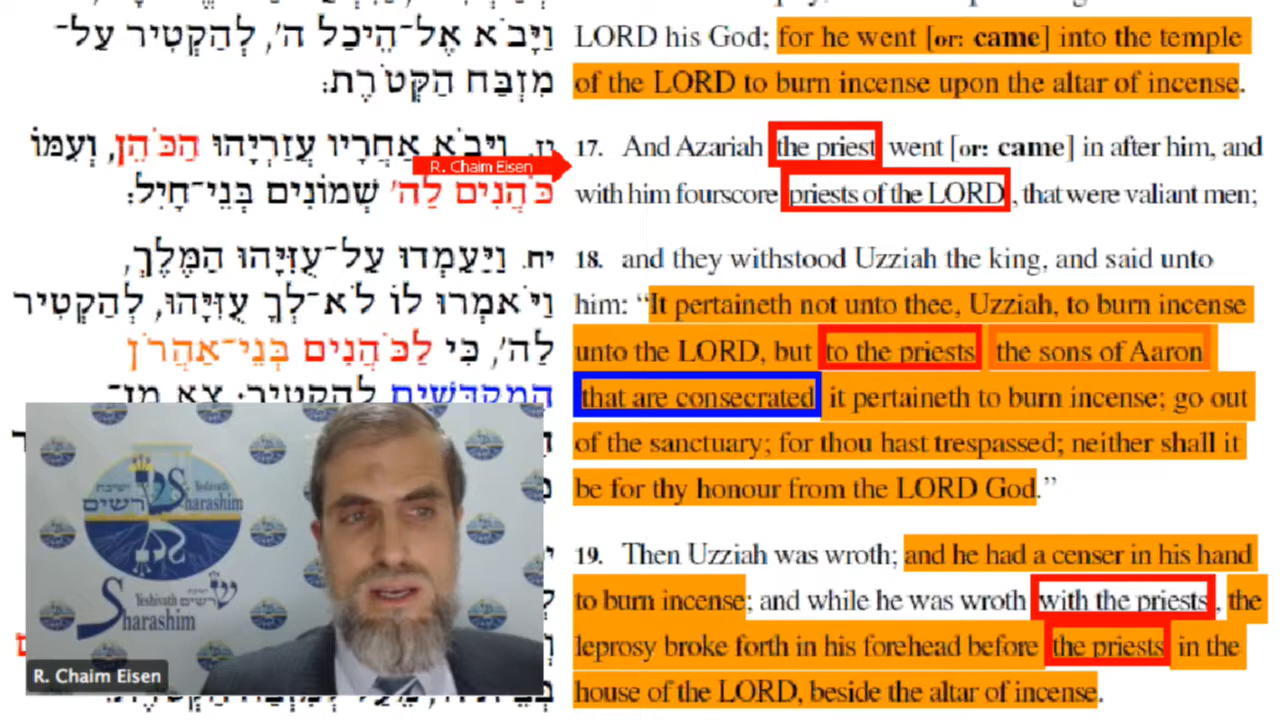 וַיָּבֹא אֶל־הֵיכַל ה', לְהַקְטִיר עַל־
מִזְבַּח הַקְּטֹרֶת:
יז. וַיָּבֹא אַחֲרָיו עֲזַרְיָהוּ הַכֹּהֵן, וְעִמּוֹ
כֹּהֲנִים לַה' שְׁמוֹנִים בְּנֵי־חָיִל:
יח. וַיַּעַמְדוּ עַל־עֻזִּיָּהוּ הַמֶּלֶךְ,
וַיֹּאמְרוּ לוֹ לֹא־לְךָ עֻזִּיָּהוּ, לְהַקְטִיר
לַה', כִּי לַכֹּהֲנִים בְּנֵי־אַהֲרֹן
הַמְקֻדָּשִׁים לְהַקְטִיר; צֵא מִן־
LORD his God; for he went [or: came] into the temple
of the LORD to burn incense upon the altar of incense.
17. And Azariah the priest went [or: came] in after him, and
with him fourscore priests of the LORD, that were valiant men;
18. and they withstood Uzziah the king, and said unto
him: “It pertaineth not unto thee, Uzziah, to burn incense
unto the LORD, but to the priests the sons of Aaron
that are consecrated it pertaineth to burn incense; go out
of the sanctuary; for thou hast trespassed; neither shall it
be for thy honour from the LORD God.”
19. Then Uzziah was wroth; and he had a censer in his hand
to burn incense; and while he was wroth with the priests, the
leprosy broke forth in his forehead before the priests in the
house of the LORD, beside the altar of incense.
R. Chaim Eisen
ישיבת שרשים
Yeshivath
Sharashim
Yeshivath ישיבת שרשים
Sharashim
R. Chaim Eisen